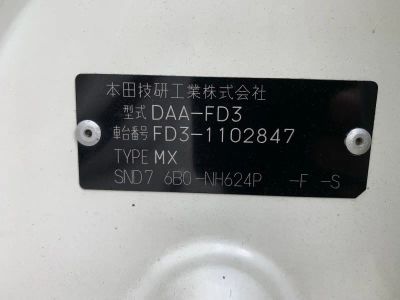 本田技研工業株式会社
型式 DAA-FD3
車台番号 FD3-1102847
TYPE MX
SND7 6B0-NH624P -F -S